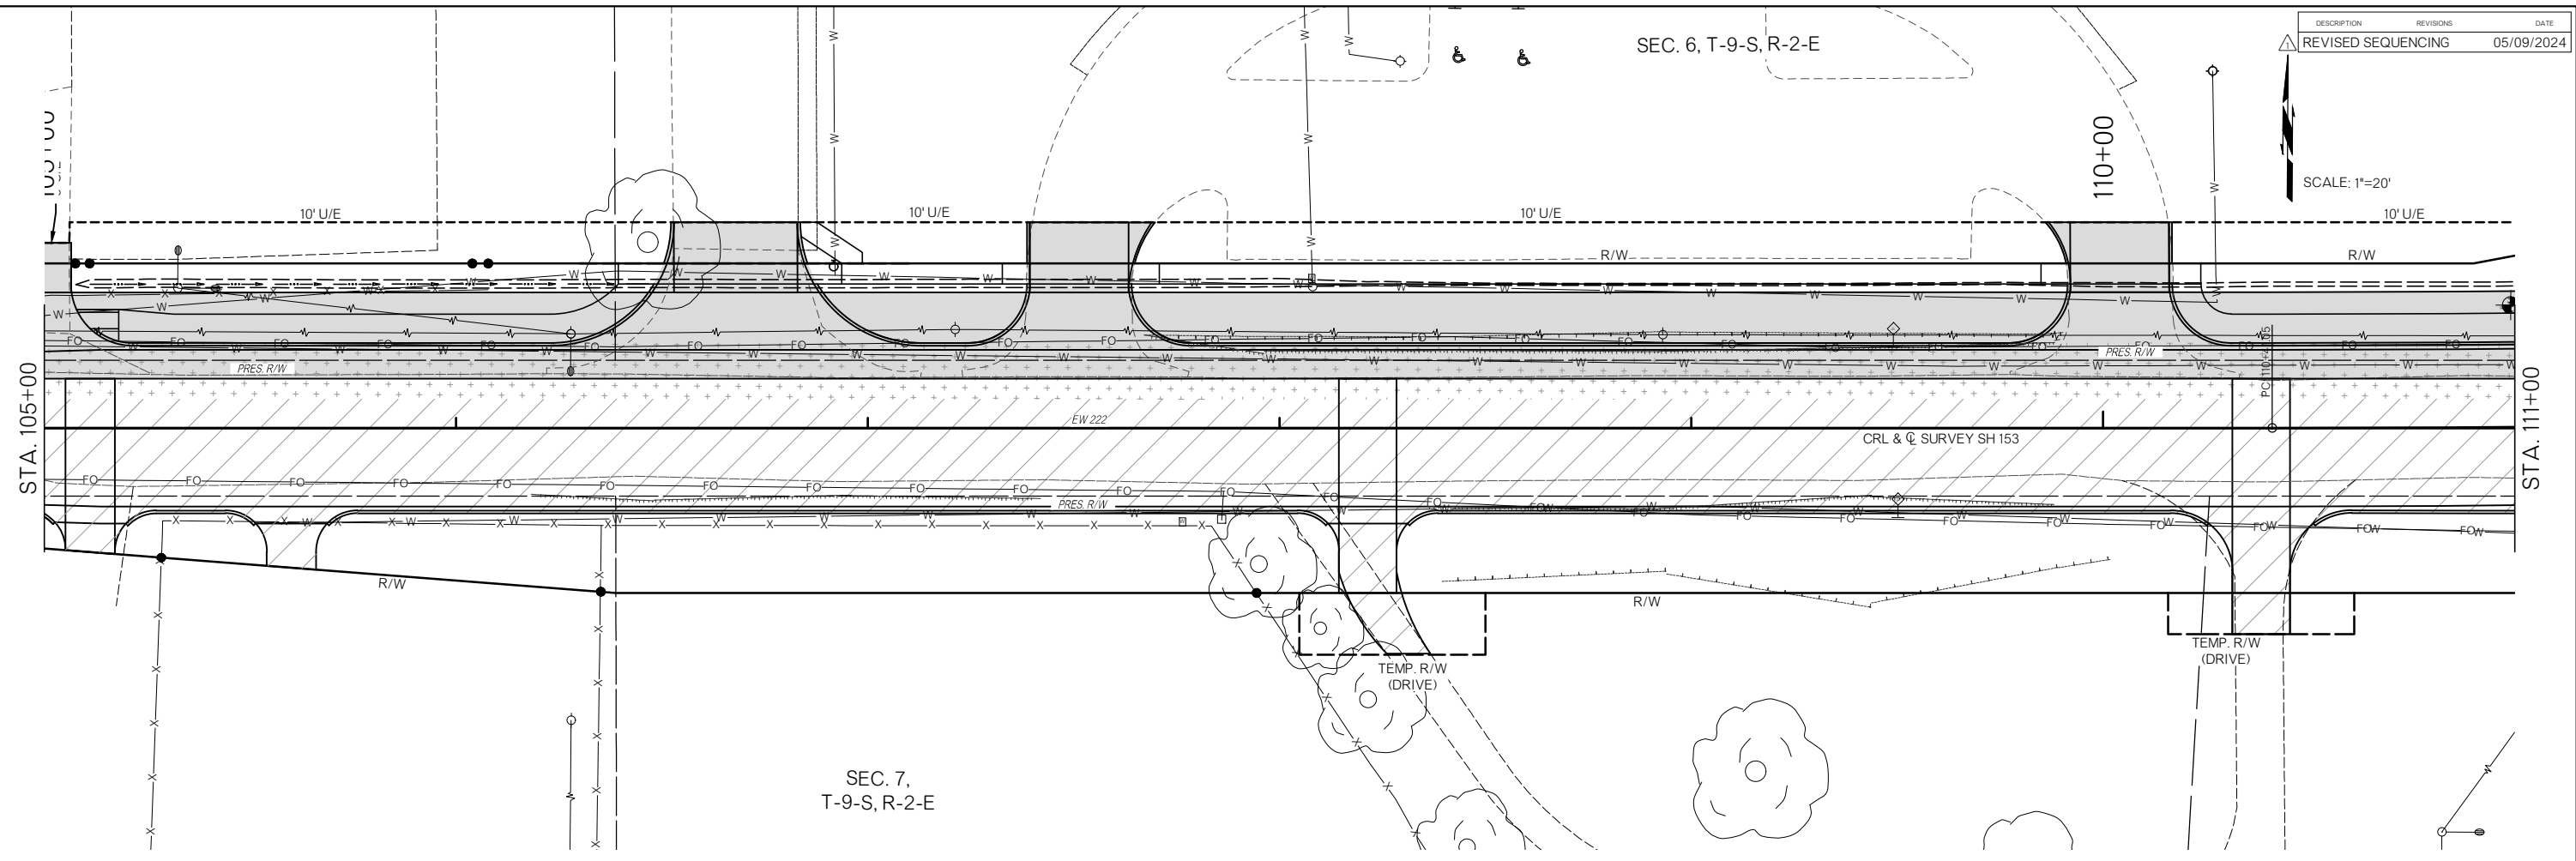 DESCRIPTION REVISIONS DATE
1 REVISED SEQUENCING 05/09/2024
SEC. 6, T-9-S, R-2-E
110+00
SCALE: 1"=20'
10' U/E
10' U/E
10' U/E
10' U/E
R/W
R/W
PRES. R/W
PRES. R/W
STA. 105+00
EW 222
CRL & ℄ SURVEY SH 153
STA. 111+00
PRES. R/W
R/W
R/W
TEMP. R/W
(DRIVE)
TEMP. R/W
(DRIVE)
SEC. 7,
T-9-S, R-2-E